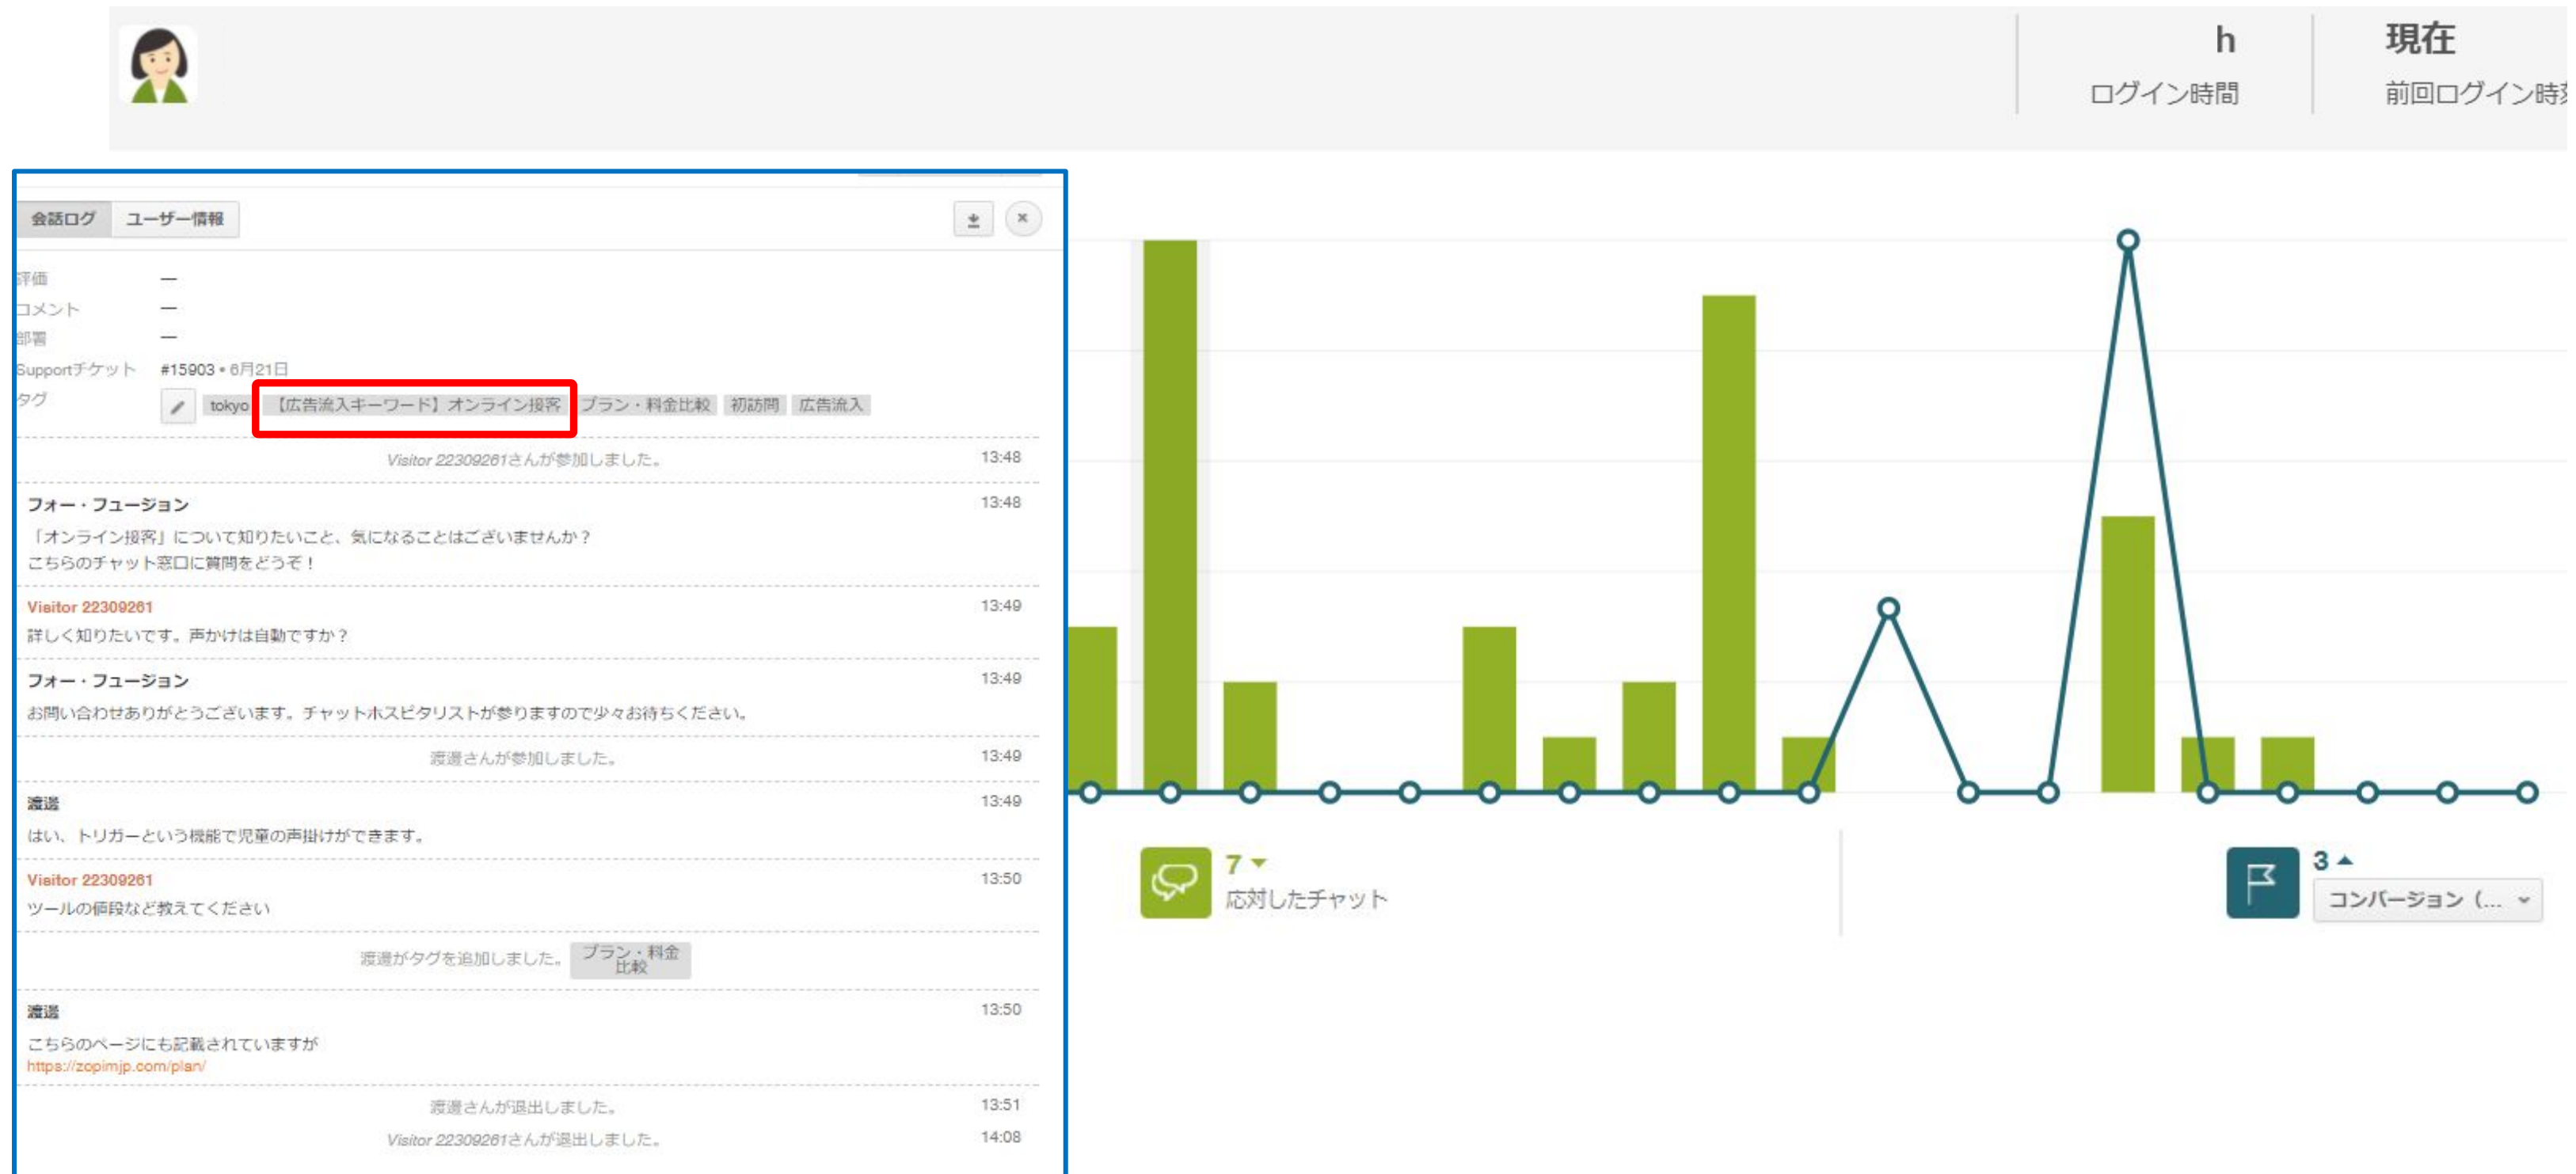 h
ログイン時間
現在
前回ログイン時
会話ログ ユーザー情報
評価 —
コメント —
部署 —
Supportチケット #15903 • 6月21日
タグ tokyo 【広告流入キーワード】オンライン接客 プラン・料金比較 初訪問 広告流入
Visitor 22309261さんが参加しました。 13:48
フォー・フュージョン 13:48
「オンライン接客」について知りたいこと、気になることはございませんか？
こちらのチャット窓口に質問をどうぞ！
Visitor 22309261 13:49
詳しく知りたいです。声かけは自動ですか？
フォー・フュージョン 13:49
お問い合わせありがとうございます。チャットホスピタリストが参りますので少々お待ちください。
渡邉さんが参加しました。 13:49
渡邉 13:49
はい、トリガーという機能で児童の声掛けができます。
Visitor 22309261 13:50
ツールの値段など教えてください
渡邉がタグを追加しました。 プラン・料金
比較
渡邉 13:50
こちらのページにも記載されていますが
https://zopimjp.com/plan/
渡邉さんが退出しました。 13:51
Visitor 22309261さんが退出しました。 14:08
7
応対したチャット
3
コンバージョン（...